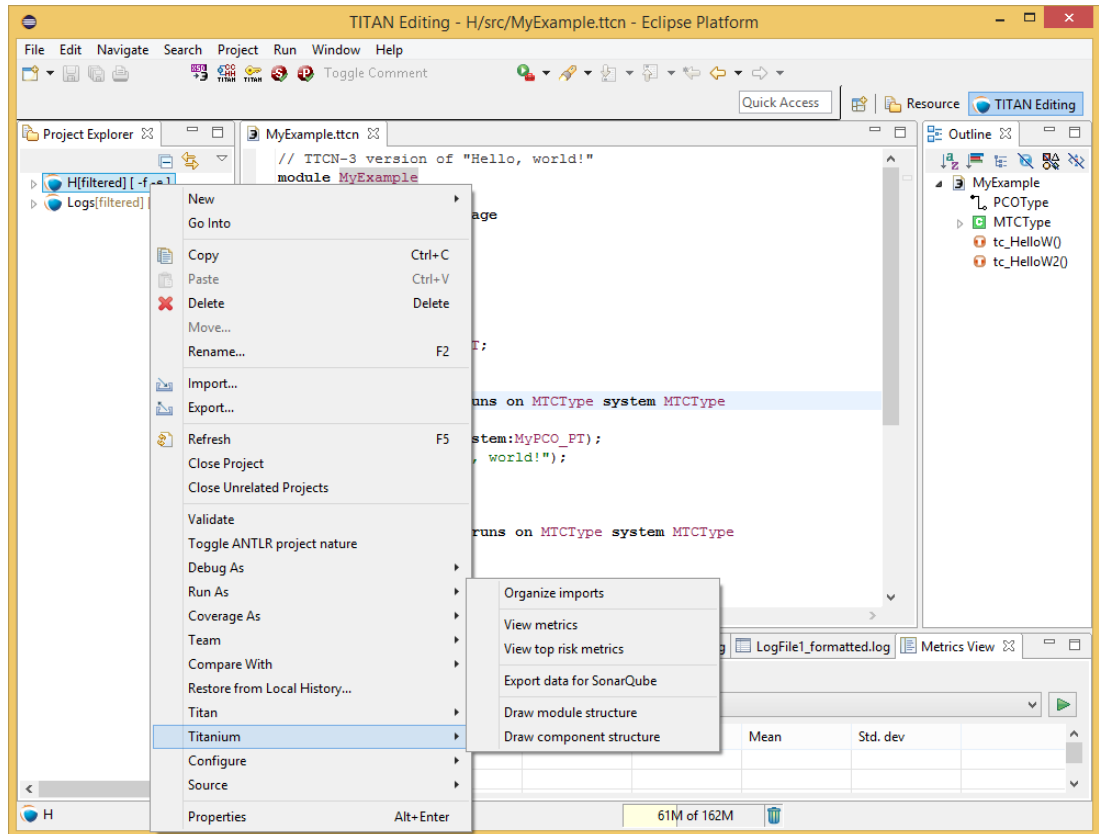 TITAN Editing - H/src/MyExample.ttcn - Eclipse Platform
File Edit Navigate Search Project Run Window Help
Toggle Comment
Quick Access
Resource
TITAN Editing
Project Explorer
H[filtered] [ -f -e ]
Logs[filtered] [
MyExample.ttcn
// TTCN-3 version of "Hello, world!"
module MyExample
age
T;
uns on MTCType system MTCType
stem:MyPCO_PT);
, world!");
runs on MTCType system MTCType
Outline
MyExample
PCOType
MTCType
tc_HelloW()
tc_HelloW2()
New
Go Into
Copy Ctrl+C
Paste Ctrl+V
Delete Delete
Move...
Rename... F2
Import...
Export...
Refresh F5
Close Project
Close Unrelated Projects
Validate
Toggle ANTLR project nature
Debug As
Run As
Coverage As
Team
Compare With
Restore from Local History...
Titan
Titanium
Configure
Source
Properties Alt+Enter
Organize imports
View metrics
View top risk metrics
Export data for SonarQube
Draw module structure
Draw component structure
g
LogFile1_formatted.log
Metrics View
Mean Std. dev
H
61M of 162M